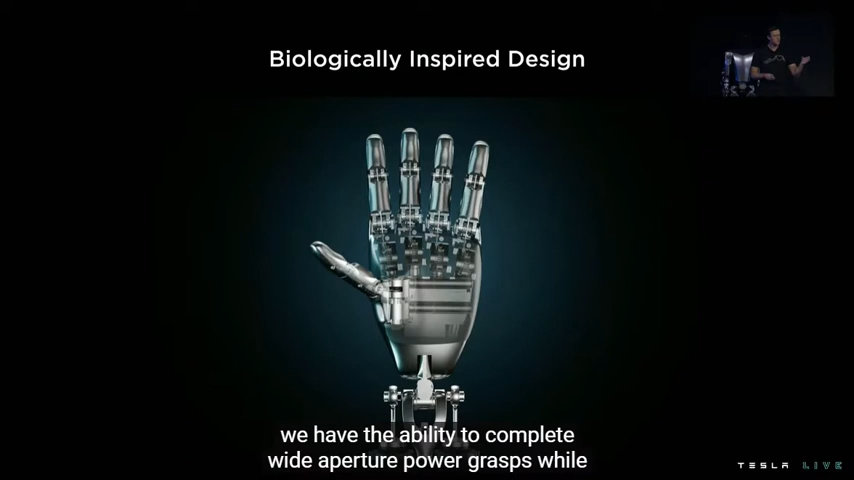 Biologically Inspired Design
we have the ability to complete
wide aperture power grasps while
TESLA LIVE